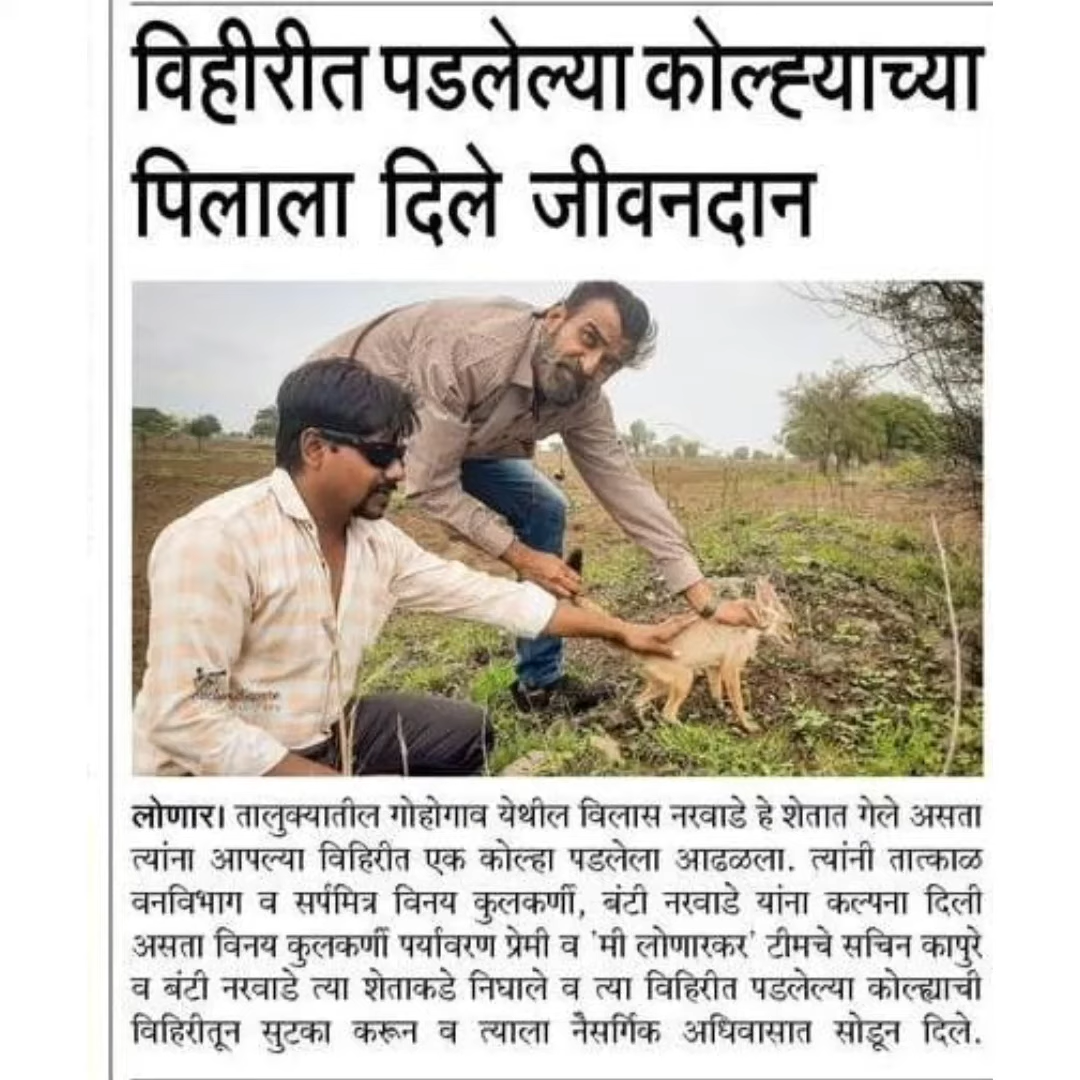 विहीरीत पडलेल्या कोल्ह्याच्या
पिलाला दिले जीवनदान
लोणार। तालुक्यातील गोहोगाव येथील विलास नरवाडे हे शेतात गेले असता
त्यांना आपल्या विहिरीत एक कोल्हा पडलेला आढळला. त्यांनी तात्काळ
वनविभाग व सर्पमित्र विनय कुलकर्णी, बंटी नरवाडे यांना कल्पना दिली
असता विनय कुलकर्णी पर्यावरण प्रेमी व 'मी लोणारकर' टीमचे सचिन कापुरे
व बंटी नरवाडे त्या शेताकडे निघाले व त्या विहिरीत पडलेल्या कोल्ह्याची
विहिरीतून सुटका करून व त्याला नैसर्गिक अधिवासात सोडून दिले.